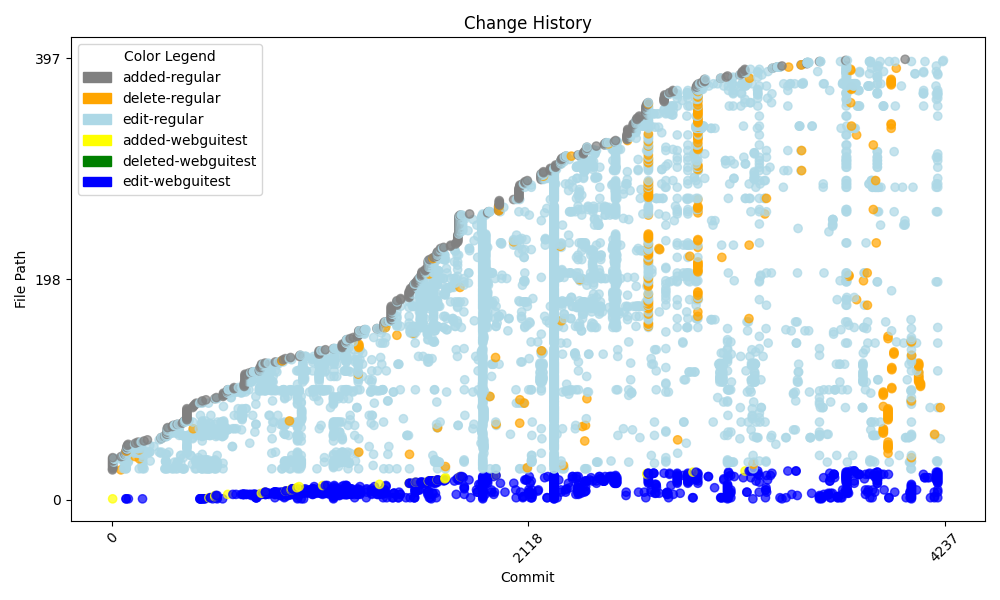 Change History
Color Legend
added-regular
delete-regular
edit-regular
added-webguitest
deleted-webguitest
edit-webguitest
397
198
0
File Path
0
2118
4237
Commit